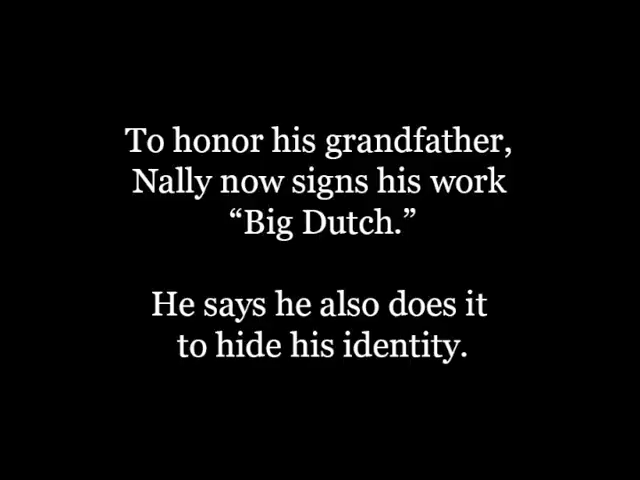 To honor his grandfather,
Nally now signs his work
“Big Dutch.”
He says he also does it
to hide his identity.